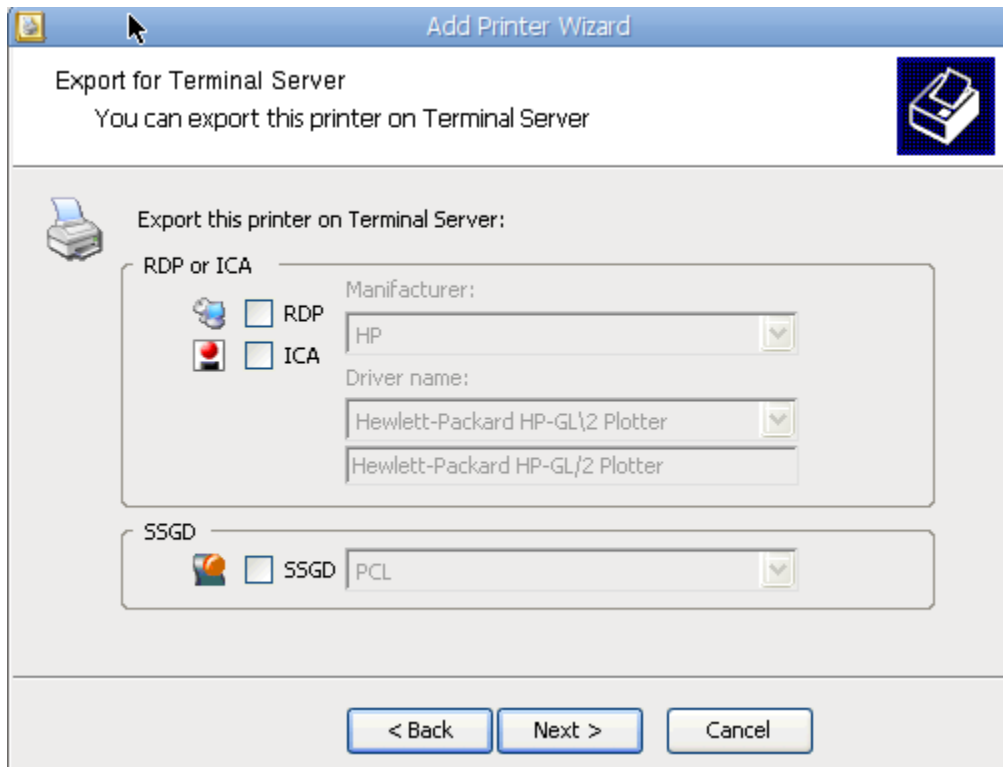 Add Printer Wizard
Export for Terminal Server
You can export this printer on Terminal Server
Export this printer on Terminal Server:
RDP or ICA
RDP
ICA
Manifacturer:
HP
Driver name:
Hewlett-Packard HP-GL\2 Plotter
Hewlett-Packard HP-GL/2 Plotter
SSGD
SSGD PCL
< Back Next > Cancel